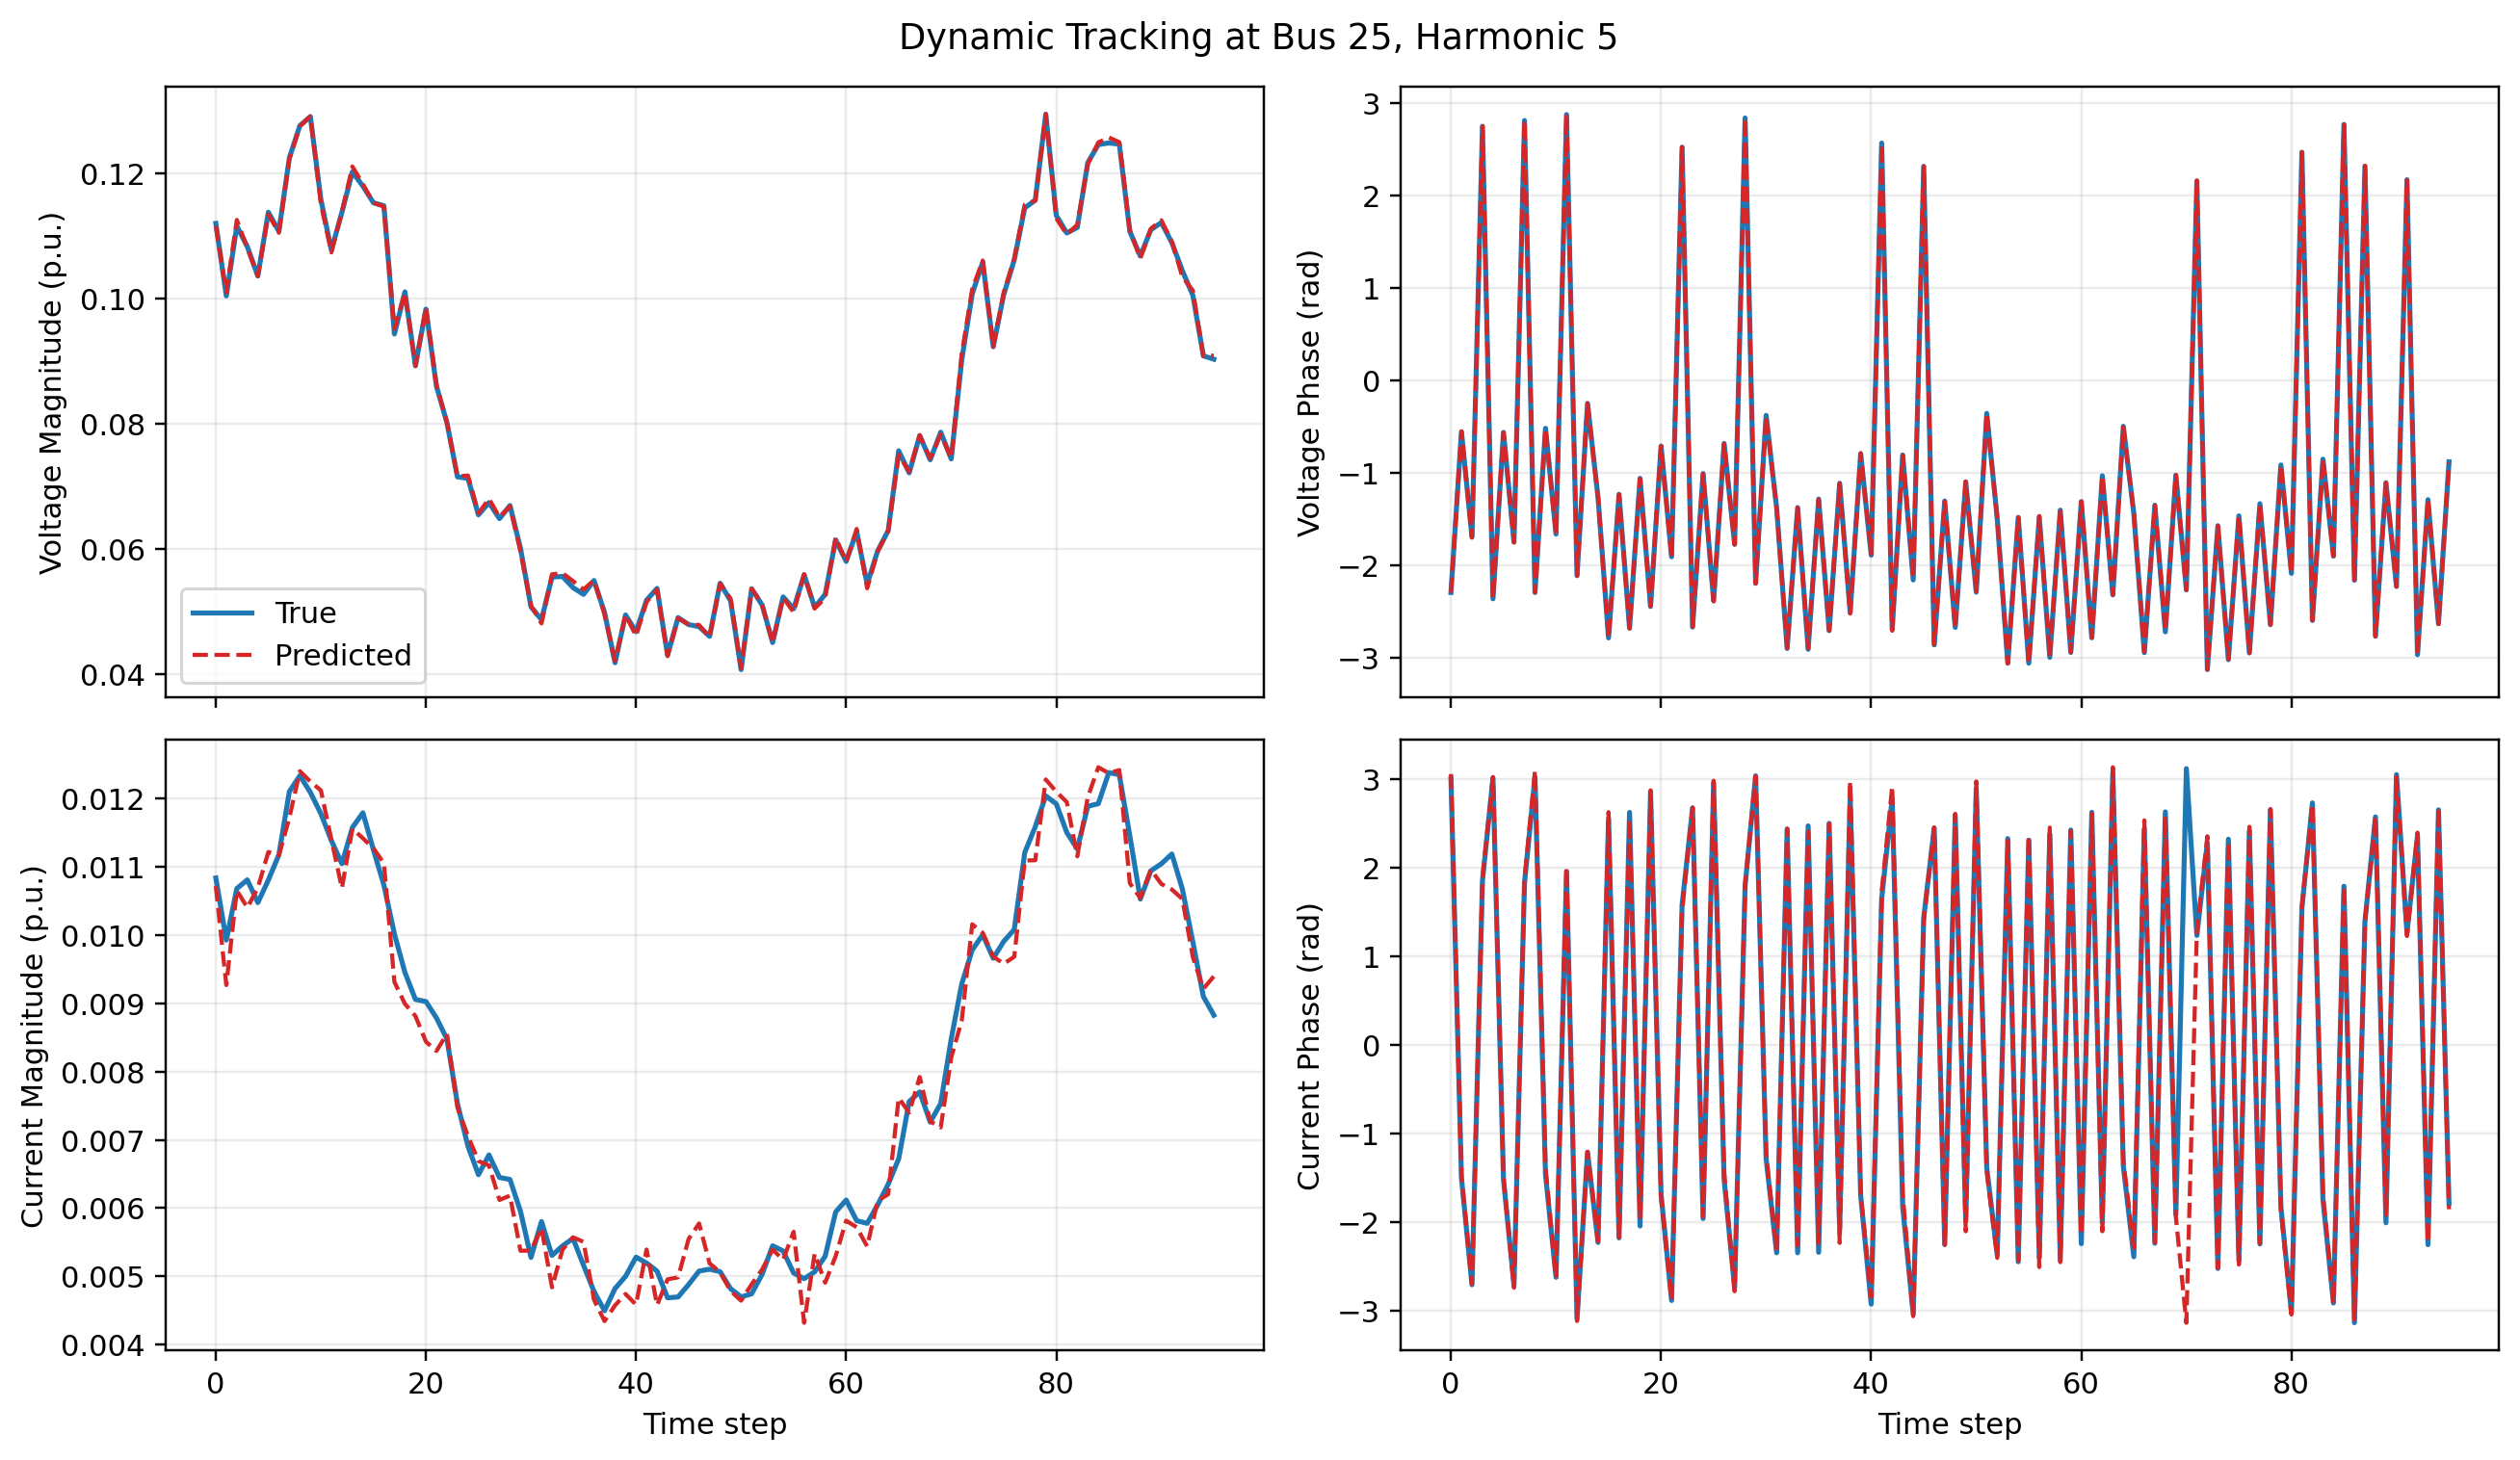 Dynamic Tracking at Bus 25, Harmonic 5
Voltage Magnitude (p.u.)
0.12
0.10
0.08
0.06
0.04
True
Predicted
Voltage Phase (rad)
3
2
1
0
−1
−2
−3
Current Magnitude (p.u.)
0.012
0.011
0.010
0.009
0.008
0.007
0.006
0.005
0.004
0 20 40 60 80
Time step
Current Phase (rad)
3
2
1
0
−1
−2
−3
0 20 40 60 80
Time step